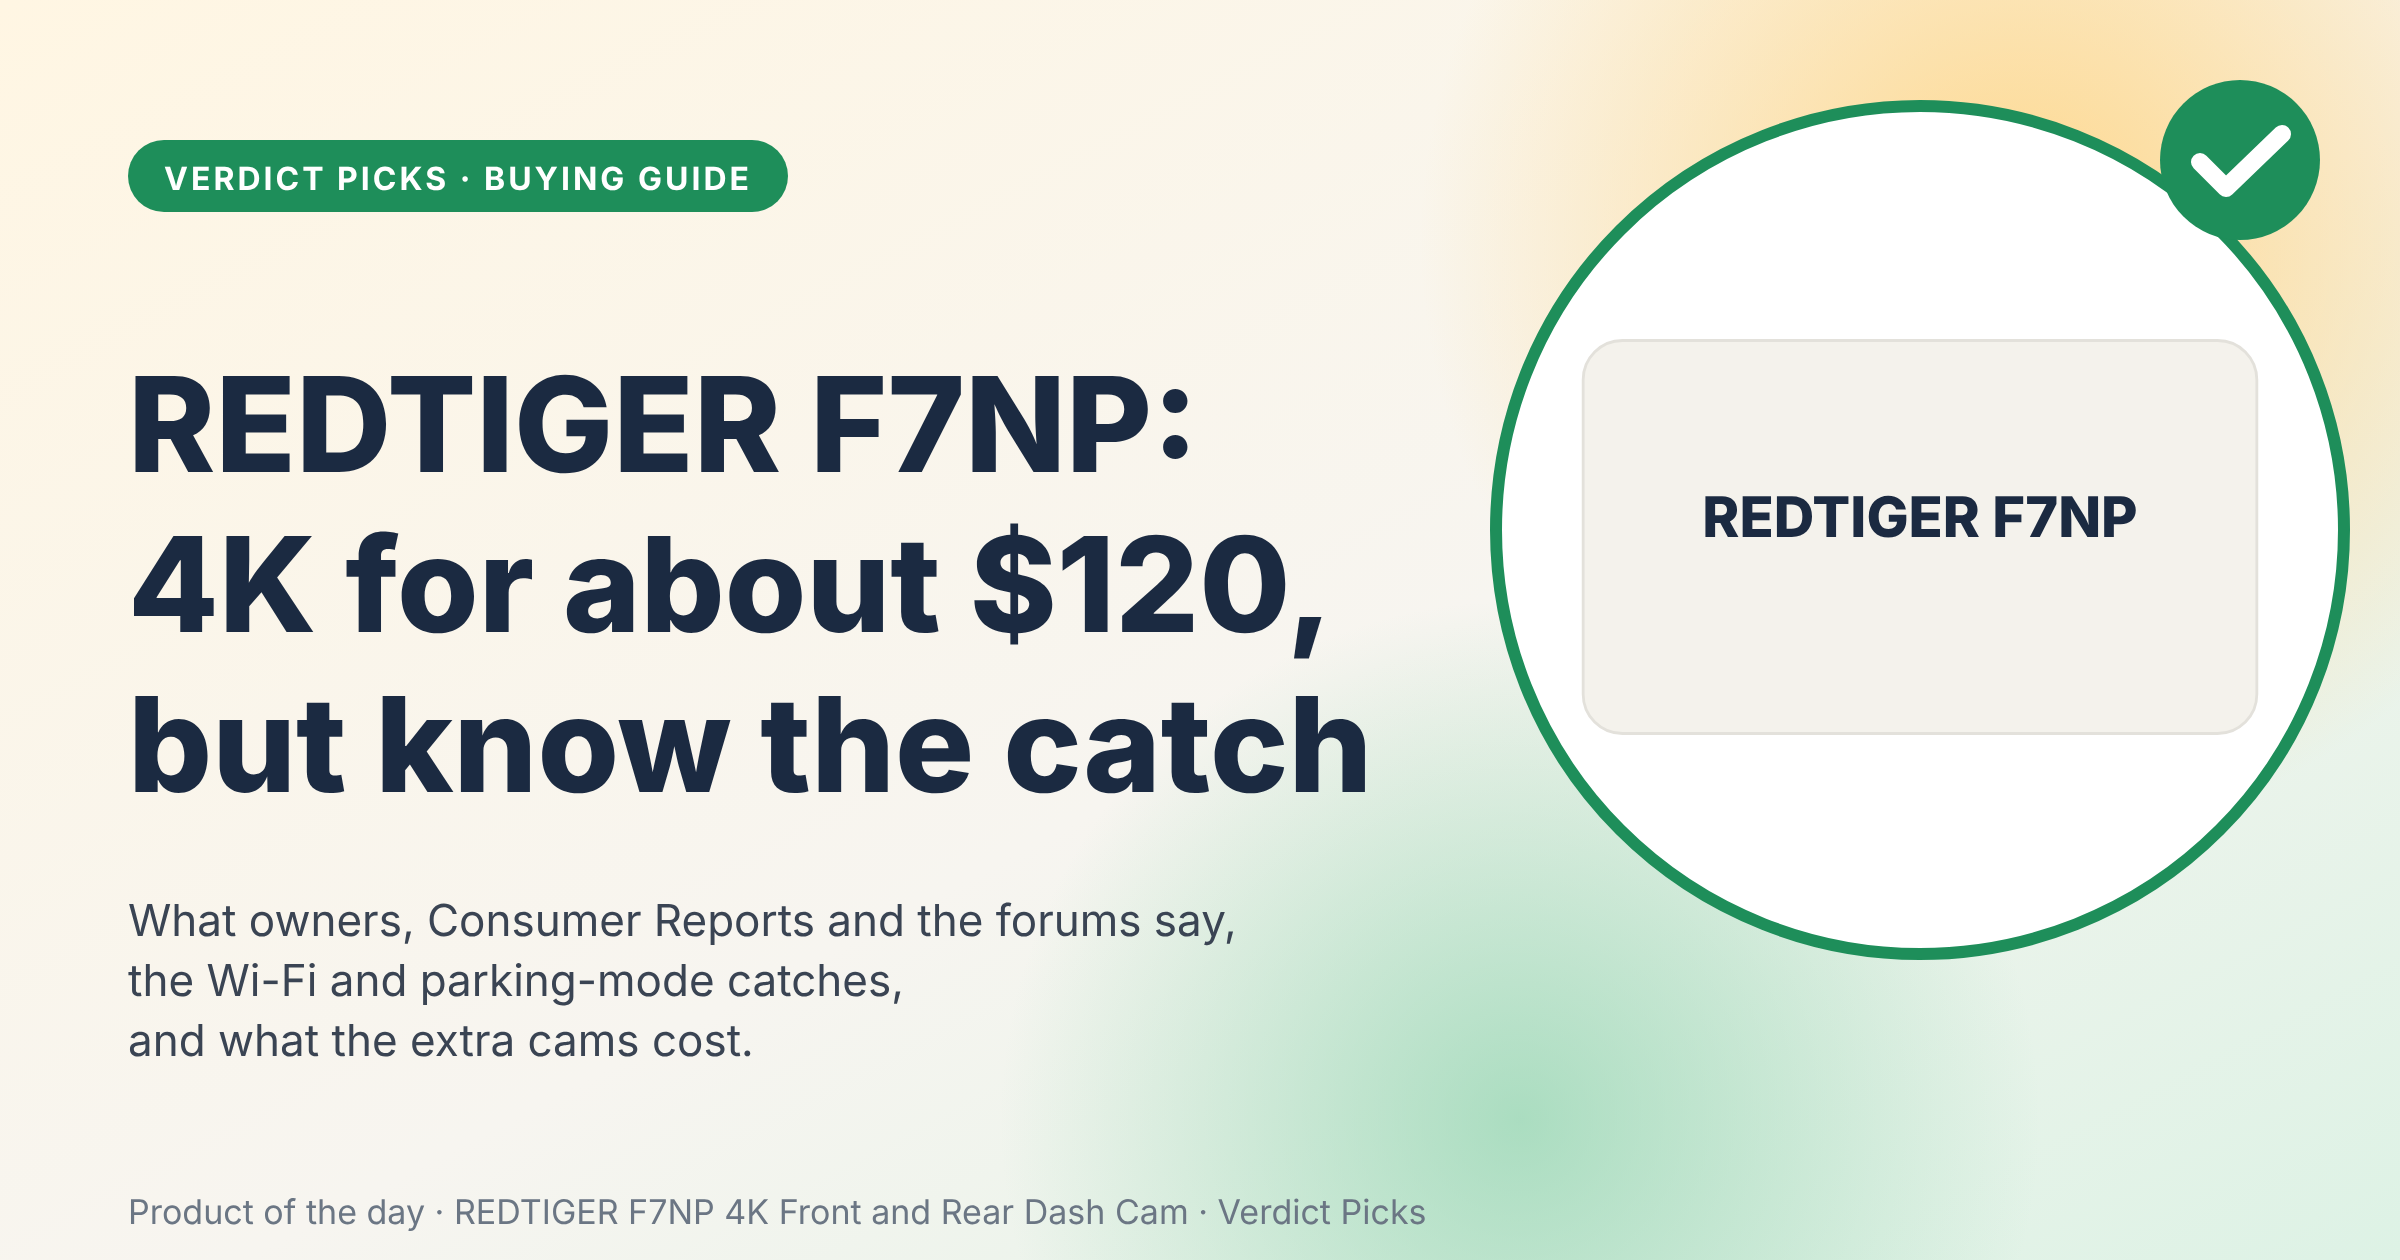 VERDICT PICKS · BUYING GUIDE
REDTIGER F7NP:
4K for about $120,
but know the catch
What owners, Consumer Reports and the forums say,
the Wi-Fi and parking-mode catches,
and what the extra cams cost.
REDTIGER F7NP
Product of the day · REDTIGER F7NP 4K Front and Rear Dash Cam · Verdict Picks